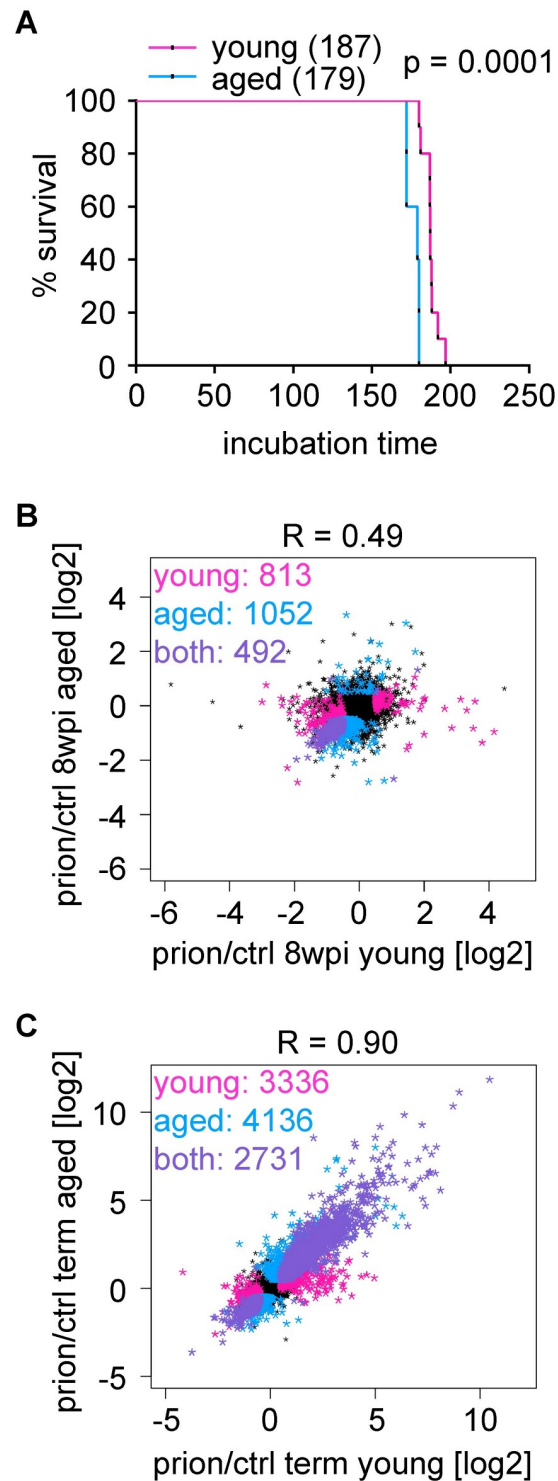 A
young (187)
aged (179)
p = 0.0001
100
80
60
40
20
0
% survival
0 50 100 150 200 250
incubation time
B
R = 0.49
young: 813
aged: 1052
both: 492
4
2
0
-2
-4
-6
prion/ctrl 8wpi aged [log2]
-6 -4 -2 0 2 4
prion/ctrl 8wpi young [log2]
C
R = 0.90
young: 3336
aged: 4136
both: 2731
10
5
0
-5
prion/ctrl term aged [log2]
-5 0 5 10
prion/ctrl term young [log2]